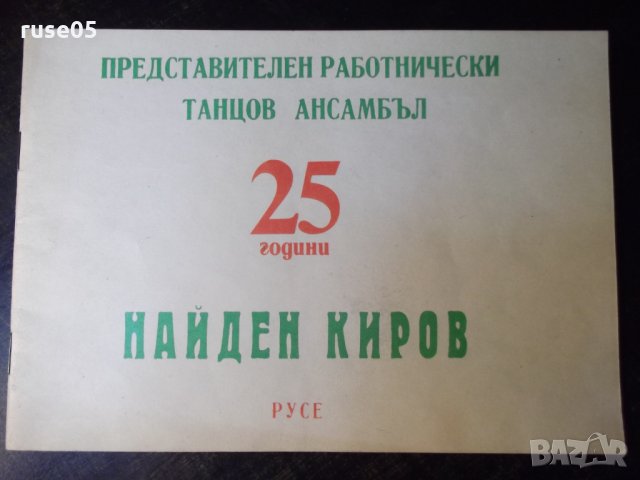 ruse05
ПРЕДСТАВИТЕЛЕН РАБОТНИЧЕСКИ
ТАНЦОВ АНСАМБЪЛ
25
години
НАЙДЕН КИРОВ
РУСЕ
BAZAR